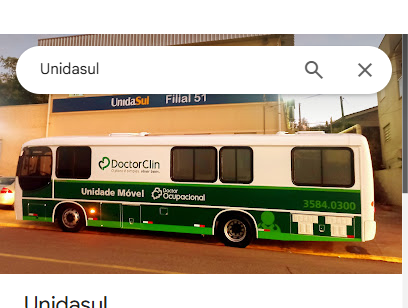 Unidasul
UnidaSul Filial 51
DoctorClin
Unidade Móvel
Doctor
Ocupacional
3584.0300
Unidasul